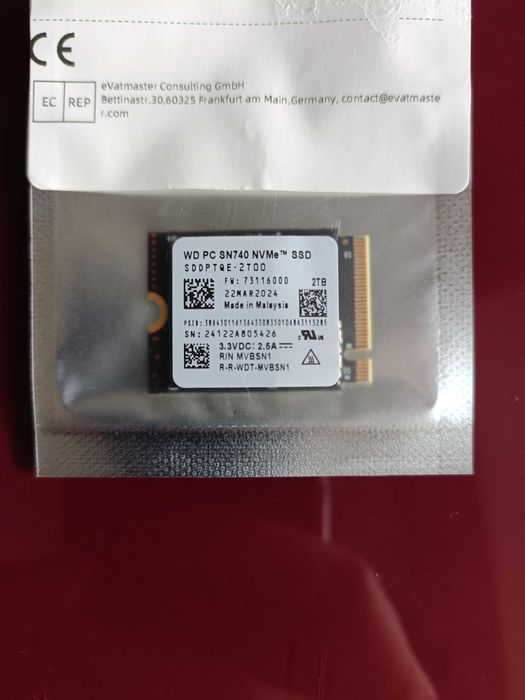 CE
EC REP
eVatmaster Consulting GmbH
Bettinastr.30,60325 Frankfurt am Main,Germany, contact@evatmaste
r.com
WD PC SN740 NVMe™ SSD
SDDPTQE-2T00
FW: 73116000
2TB
22MAR2024
Made in Malaysia
PSID: 
SN: 24122A805426
3.3VDC: 2.5A
R/N MVBSN1
R-R-WDT-MVBSN1